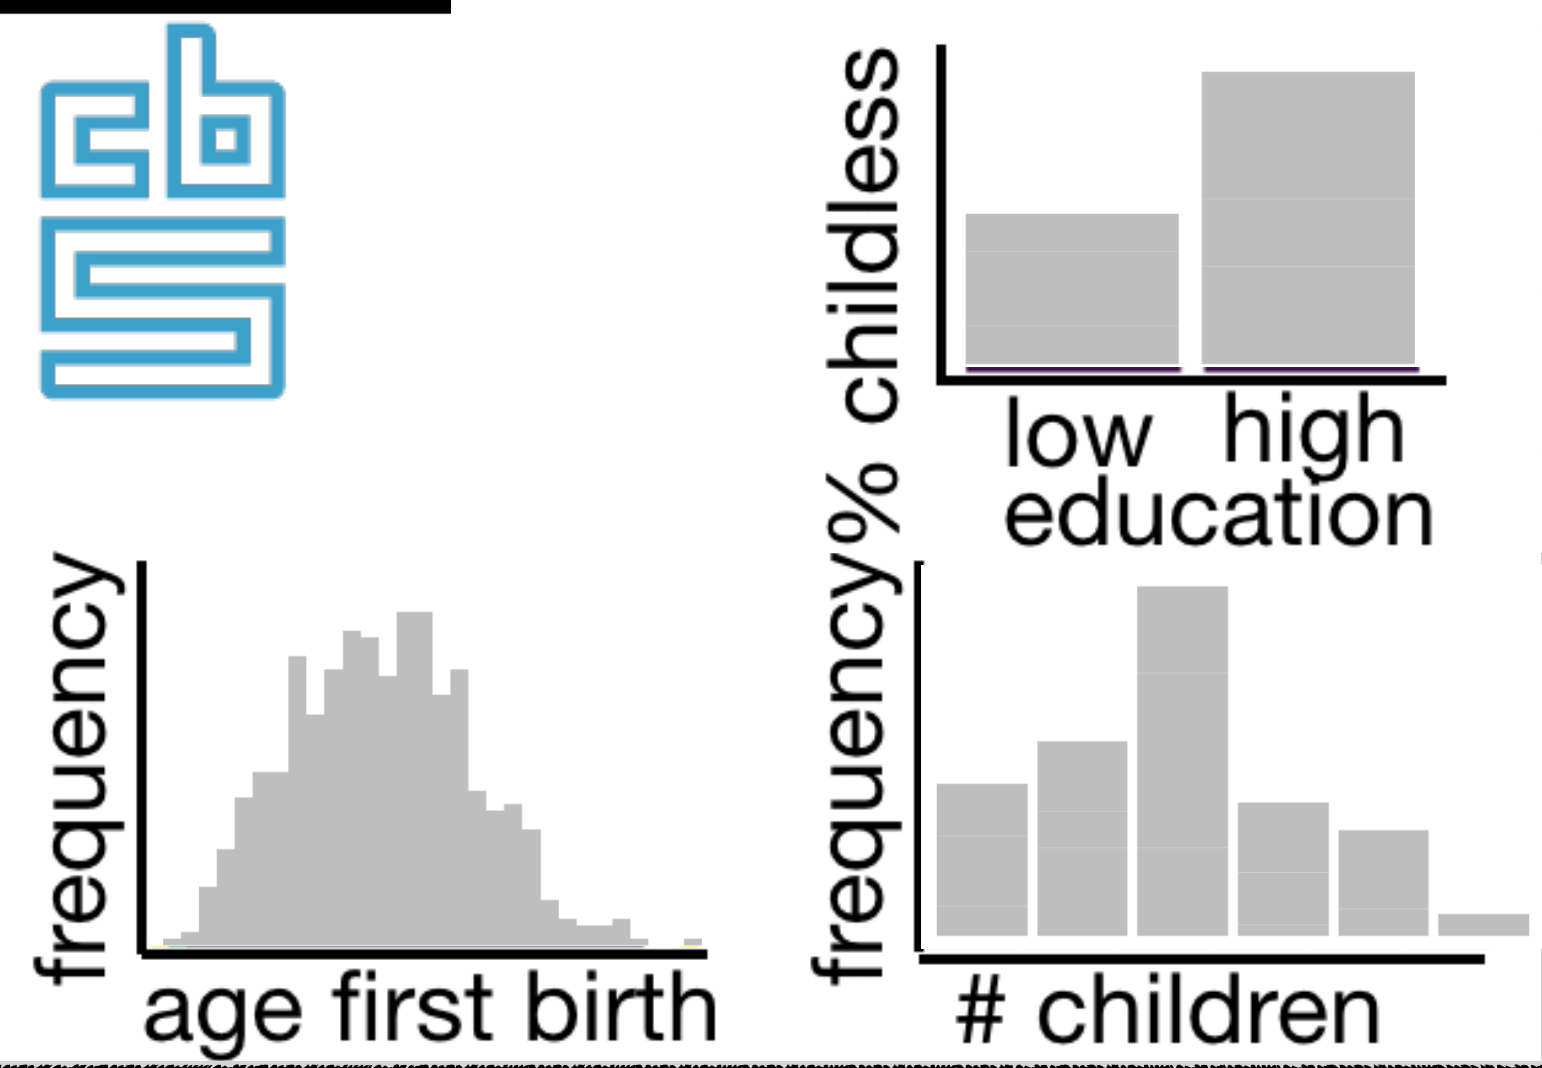 cbs
% childless
low high
education
frequency
age first birth
frequency
# children